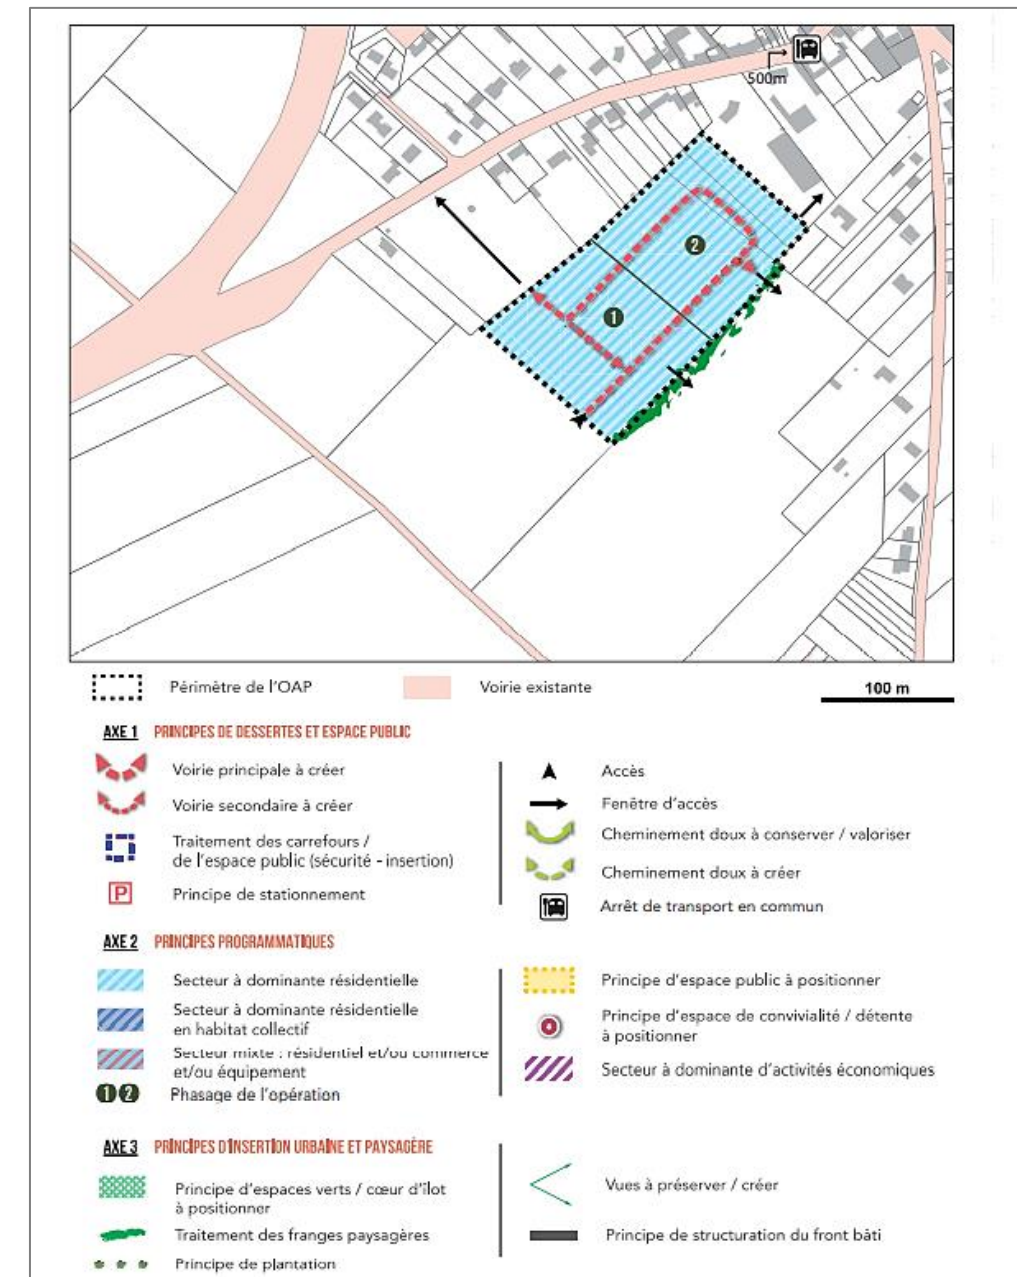 500m
2
1
Périmètre de l'OAP
Voirie existante
100 m
AXE 1 PRINCIPES DE DESSERTES ET ESPACE PUBLIC
Voirie principale à créer
Voirie secondaire à créer
Traitement des carrefours /
de l'espace public (sécurité - insertion)
P
Principe de stationnement
Accès
Fenêtre d'accès
Cheminement doux à conserver / valoriser
Cheminement doux à créer
Arrêt de transport en commun
AXE 2 PRINCIPES PROGRAMMATIQUES
Secteur à dominante résidentielle
Secteur à dominante résidentielle
en habitat collectif
Secteur mixte : résidentiel et/ou commerce
et/ou équipement
1 2 Phasage de l'opération
Principe d'espace public à positionner
Principe d'espace de convivialité / détente
à positionner
Secteur à dominante d'activités économiques
AXE 3 PRINCIPES D'INSERTION URBAINE ET PAYSAGÈRE
Principe d'espaces verts / cœur d'îlot
à positionner
Traitement des franges paysagères
Principe de plantation
Vues à préserver / créer
Principe de structuration du front bâti